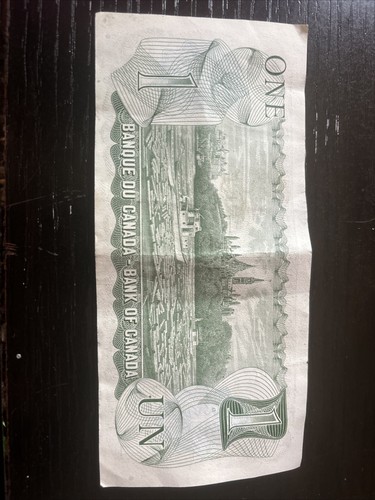 1 ONE
BANQUE DU CANADA - BANK OF CANADA
UN 1